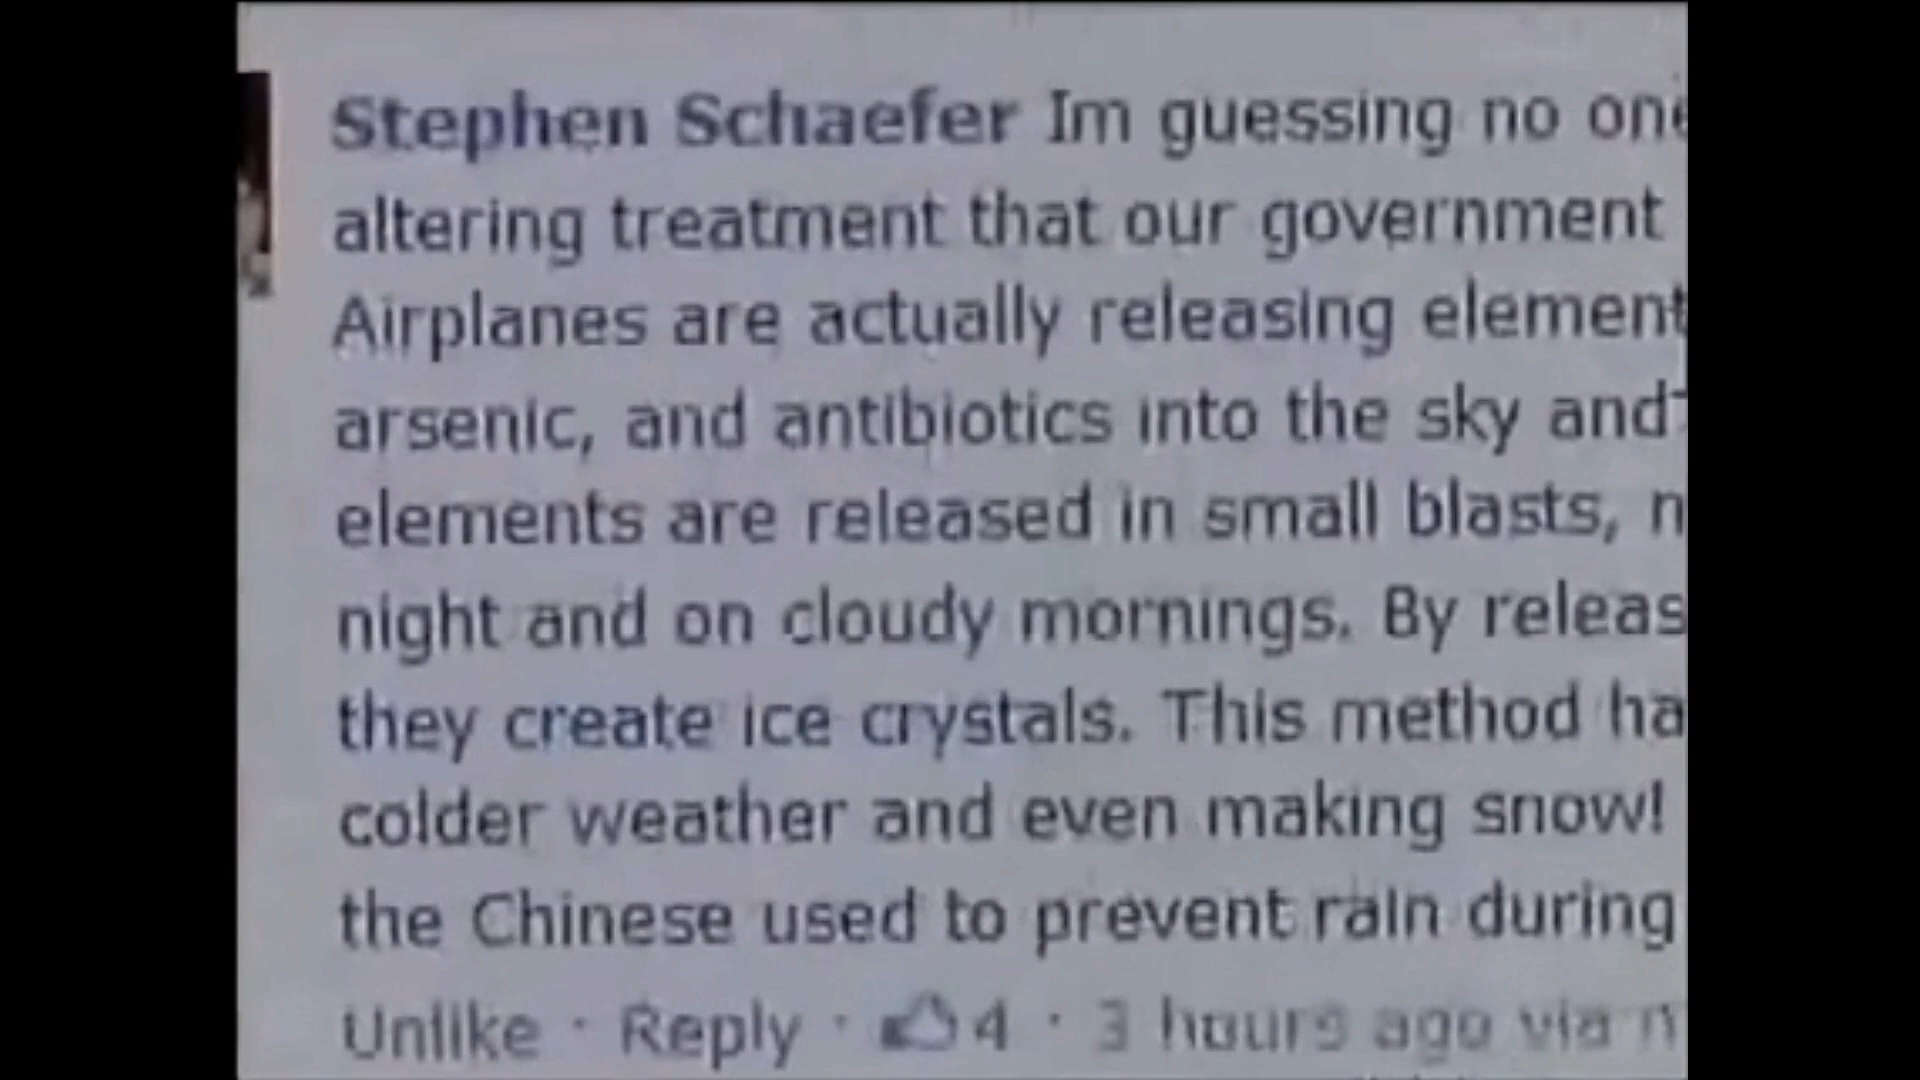 Stephen Schaefer Im guessing no one
altering treatment that our government
Airplanes are actually releasing element
arsenic, and antibiotics into the sky and
elements are released in small blasts, n
night and on cloudy mornings. By releas
they create ice crystals. This method ha
colder weather and even making snow!
the Chinese used to prevent rain during
Unlike · Reply · 4 · 3 hours ago via m